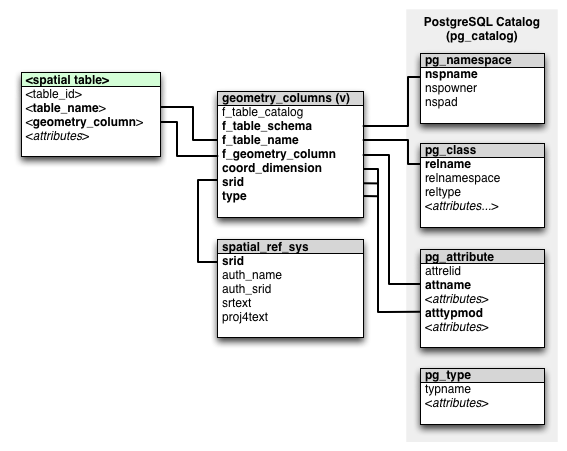 <spatial table>
<table_id>
<table_name>
<geometry_column>
<attributes>
geometry_columns (v)
f_table_catalog
f_table_schema
f_table_name
f_geometry_column
coord_dimension
srid
type
spatial_ref_sys
srid
auth_name
auth_srid
srtext
proj4text
PostgreSQL Catalog
(pg_catalog)
pg_namespace
nspname
nspowner
nspad
pg_class
relname
relnamespace
reltype
<attributes...>
pg_attribute
attrelid
attname
<attributes>
atttypmod
<attributes>
pg_type
typname
<attributes>